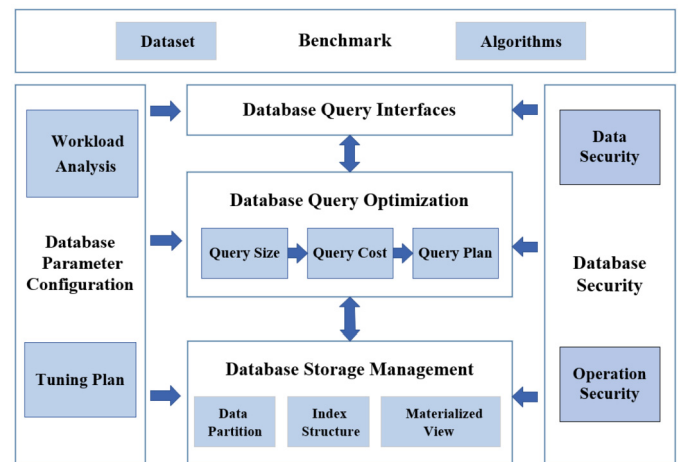 Dataset
Benchmark
Algorithms
Workload
Analysis
Database
Parameter
Configuration
Tuning Plan
Database Query Interfaces
Database Query Optimization
Query Size
Query Cost
Query Plan
Database Storage Management
Data
Partition
Index
Structure
Materialized
View
Data
Security
Database
Security
Operation
Security